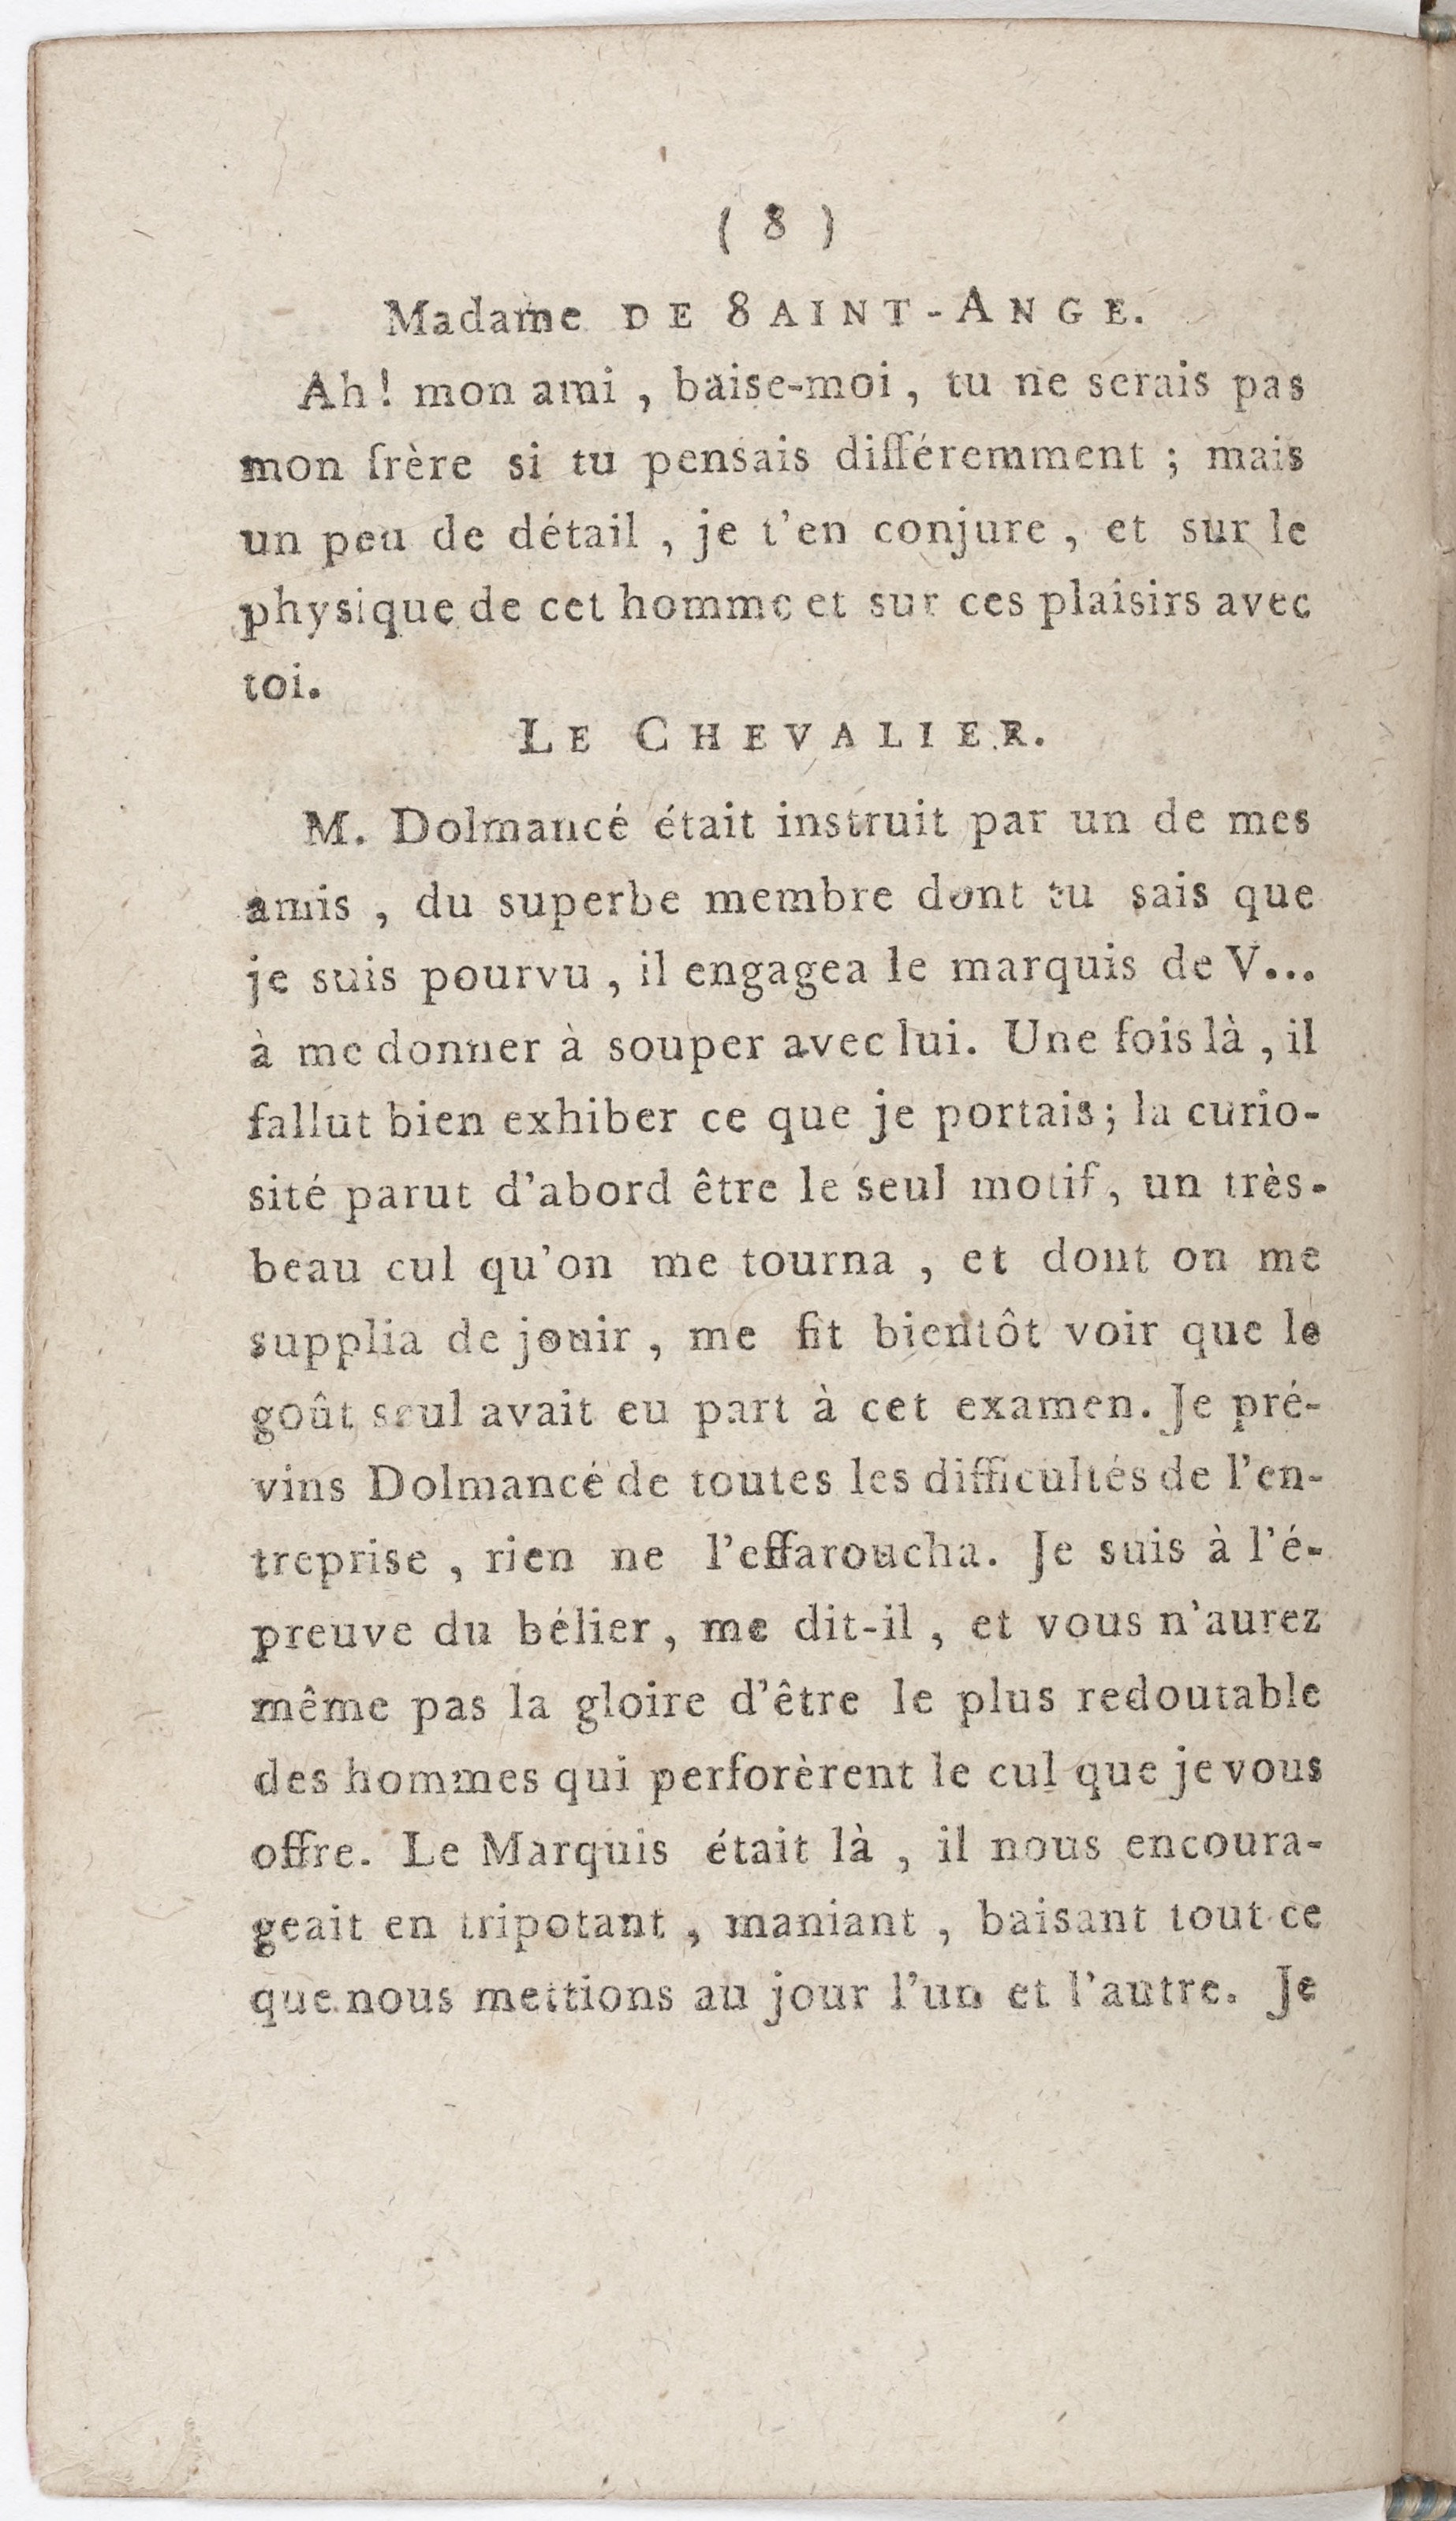 ( 8 )
Madame DE SAINT-ANGE.
Ah! mon ami , baise-moi , tu ne serais pas
mon frère si tu pensais différemment ; mais
un peu de détail , je t'en conjure , et sur le
physique de cet homme et sur ces plaisirs avec
toi.
LE CHEVALIER.
M. Dolmancé était instruit par un de mes
amis , du superbe membre dont tu sais que
je suis pourvu , il engagea le marquis de V...
à me donner à souper avec lui. Une fois là , il
fallut bien exhiber ce que je portais ; la curio-
sité parut d'abord être le seul motif , un très-
beau cul qu'on me tourna , et dont on me
supplia de jouir , me fit bientôt voir que le
goût seul avait eu part à cet examen. Je pré-
vins Dolmancé de toutes les difficultés de l'en-
treprise , rien ne l'effaroucha. Je suis à l'é-
preuve du bélier , me dit-il , et vous n'aurez
même pas la gloire d'être le plus redoutable
des hommes qui perforèrent le cul que je vous
offre. Le Marquis était là , il nous encoura-
geait en tripotant , maniant , baisant tout ce
que nous mettions au jour l'un et l'autre. Je